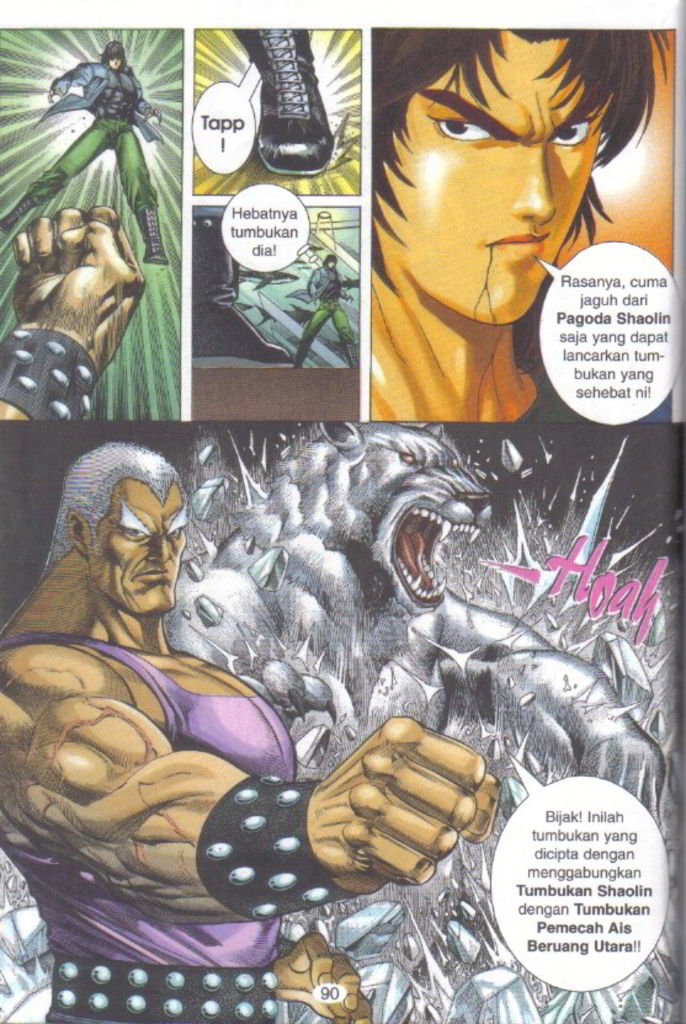 Tapp
!
Hebatnya
tumbukan
dia!
Rasanya, cuma
jaguh dari
Pagoda Shaolin
saja yang dapat
lancarkan tum-
bukan yang
sehebat ni!
Hoah
Bijak! Inilah
tumbukan yang
dicipta dengan
menggabungkan
Tumbukan Shaolin
dengan Tumbukan
Pemecah Ais
Beruang Utara!!
90